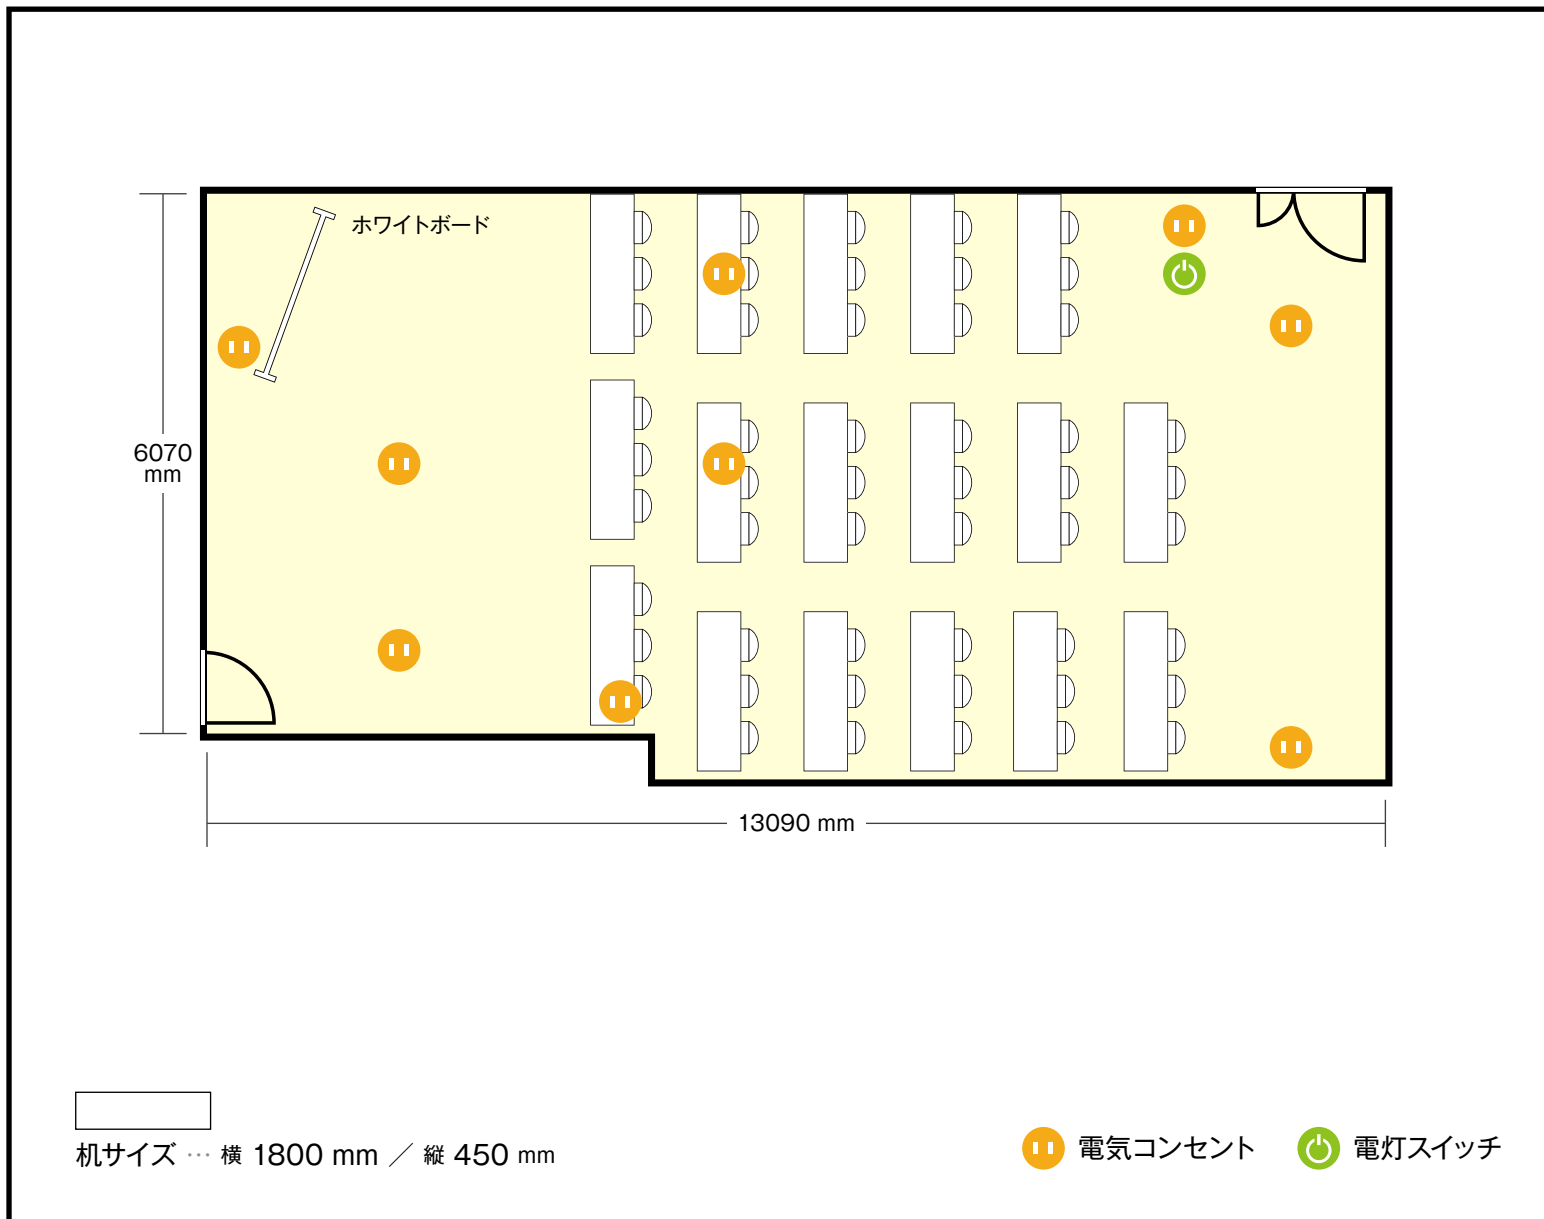 ホワイトボード
6070
mm
13090 mm
机サイズ … 横 1800 mm ／ 縦 450 mm
電気コンセント
電灯スイッチ